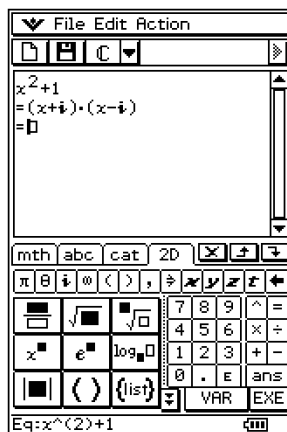 File Edit Action
ℂ
x²+1
=(x+i)·(x-i)
=
mth abc cat 2D
π θ i ∞ ( ) , ⇒ x y z t ←
√■ ■√□ 7 8 9 ^ =
4 5 6 × ÷
x■ e■ log■□ 1 2 3 + −
|■| ( ) {list} 0 . E ans
VAR EXE
Eq:x^(2)+1